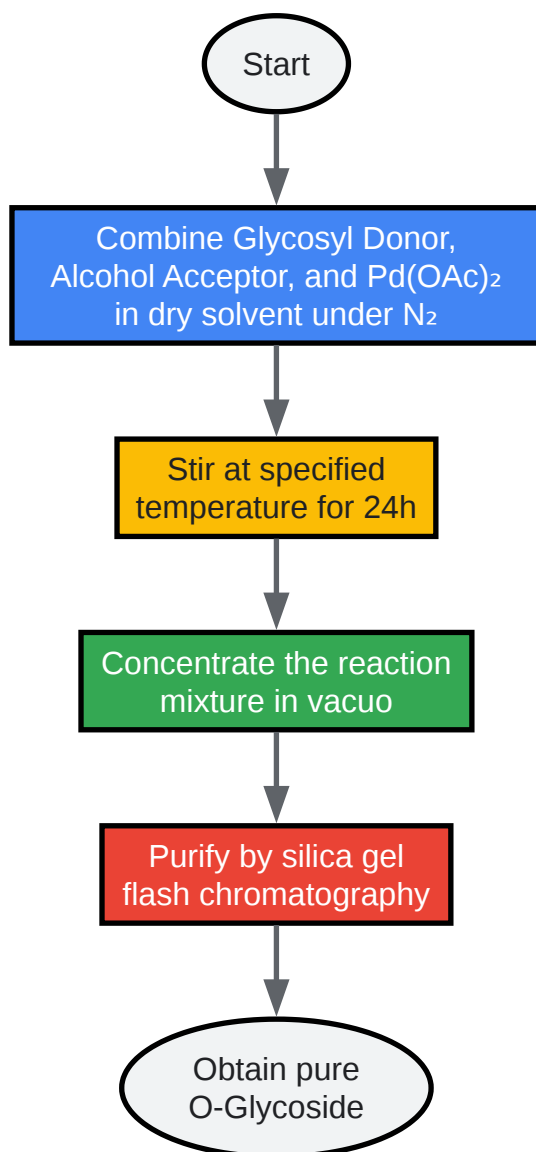 Start
Combine Glycosyl Donor,
Alcohol Acceptor, and Pd(OAc)₂
in dry solvent under N₂
Stir at specified
temperature for 24h
Concentrate the reaction
mixture in vacuo
Purify by silica gel
flash chromatography
Obtain pure
O-Glycoside